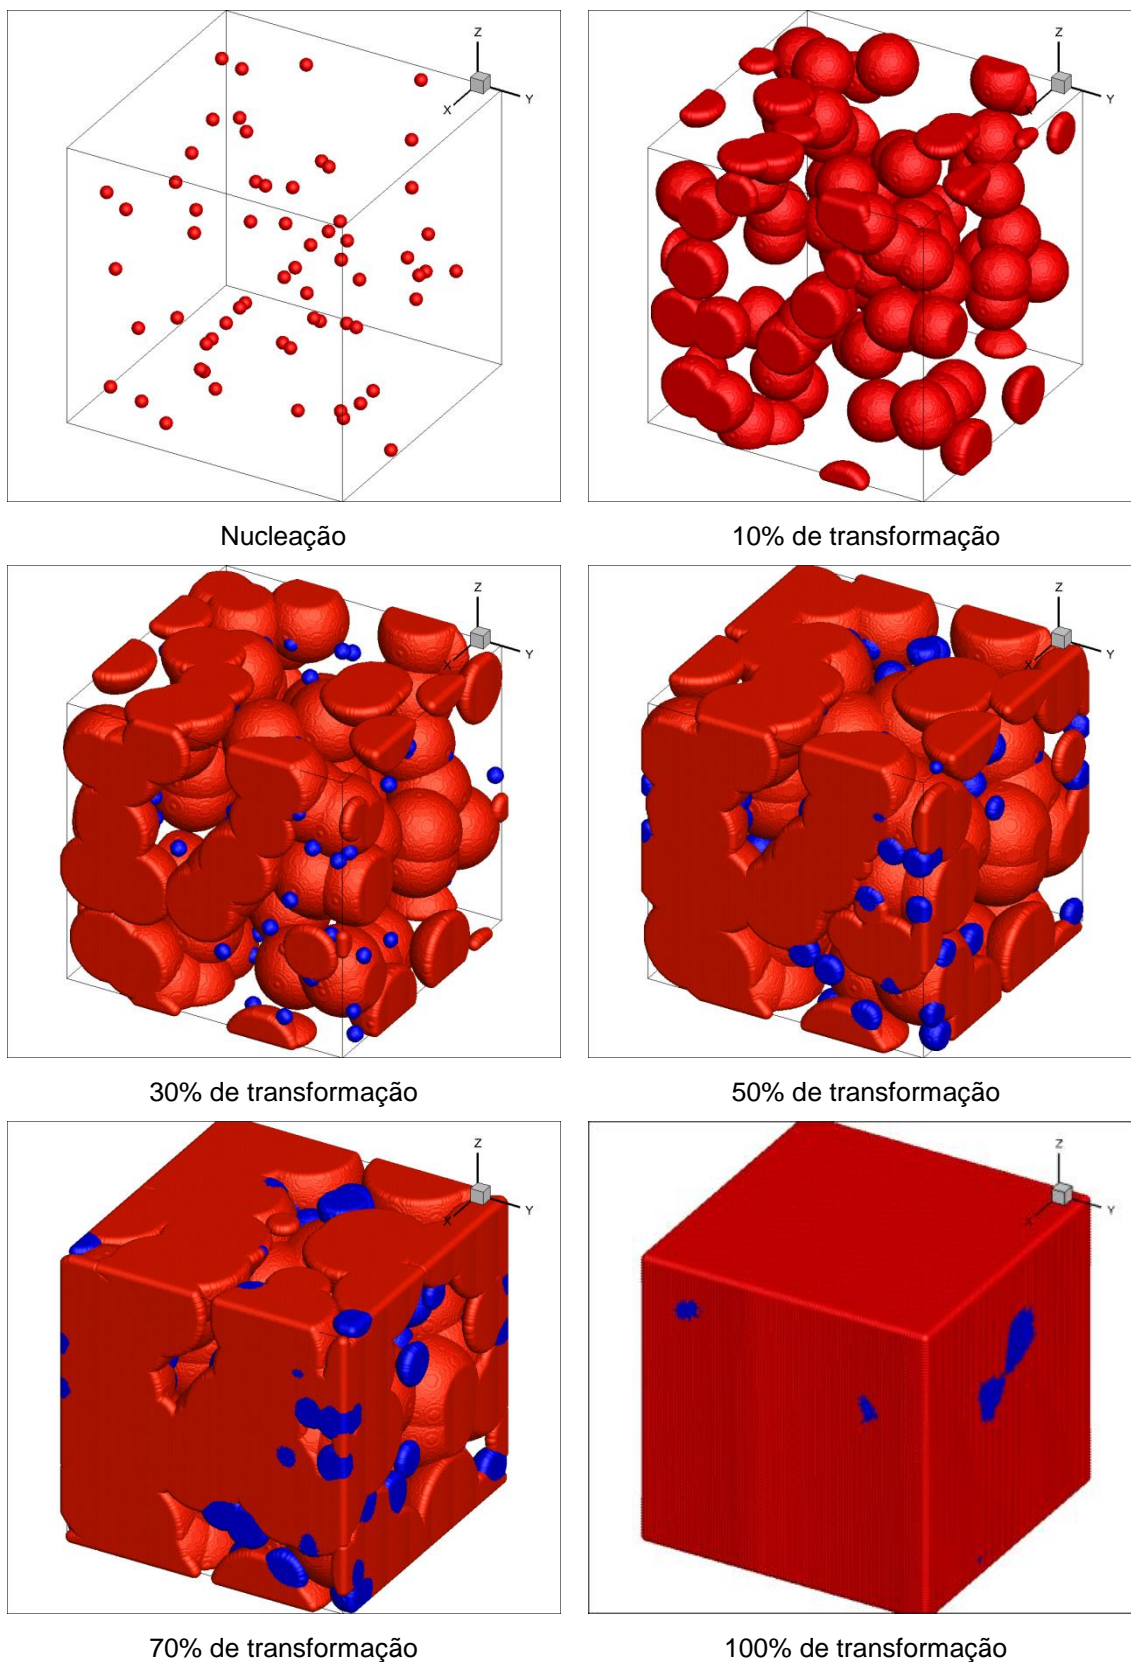 Z
X
Y
Z
X
Y
Nucleação
10% de transformação
Z
X
Y
Z
X
Y
30% de transformação
50% de transformação
Z
X
Y
Z
X
Y
70% de transformação
100% de transformação